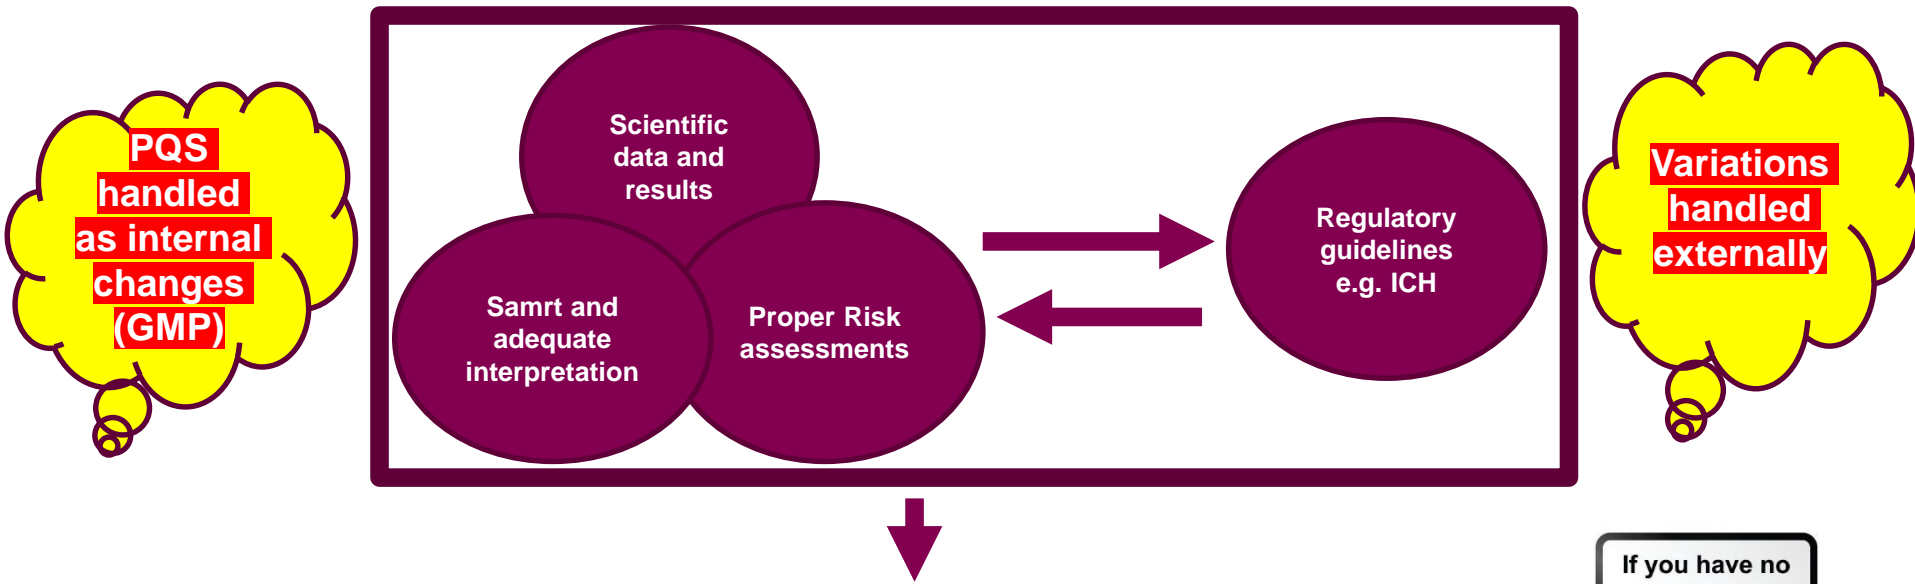 PQS
handled
as internal
changes
(GMP)
Scientific
data and
results
Samrt and
adequate
interpretation
Proper Risk
assessments
Regulatory
guidelines
e.g. ICH
Variations
handled
externally
If you have no